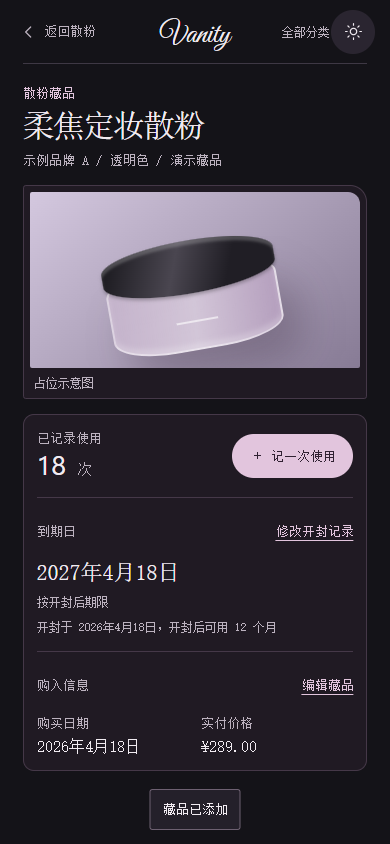 返回散粉
Vanity
全部分类
散粉藏品
柔焦定妆散粉
示例品牌 A / 透明色 / 演示藏品
占位示意图
已记录使用
18 次
+ 记一次使用
到期日
修改开封记录
2027年4月18日
按开封后期限
开封于 2026年4月18日，开封后可用 12 个月
购入信息
编辑藏品
购买日期
实付价格
2026年4月18日
¥289.00
藏品已添加